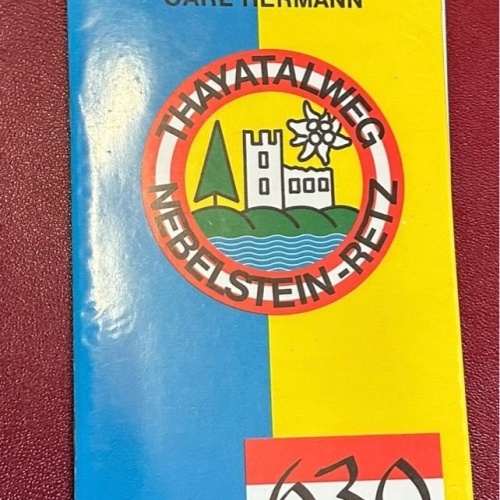 CARL HERMANN
THAYATALWEG
NEBELSTEIN-RETZ
630